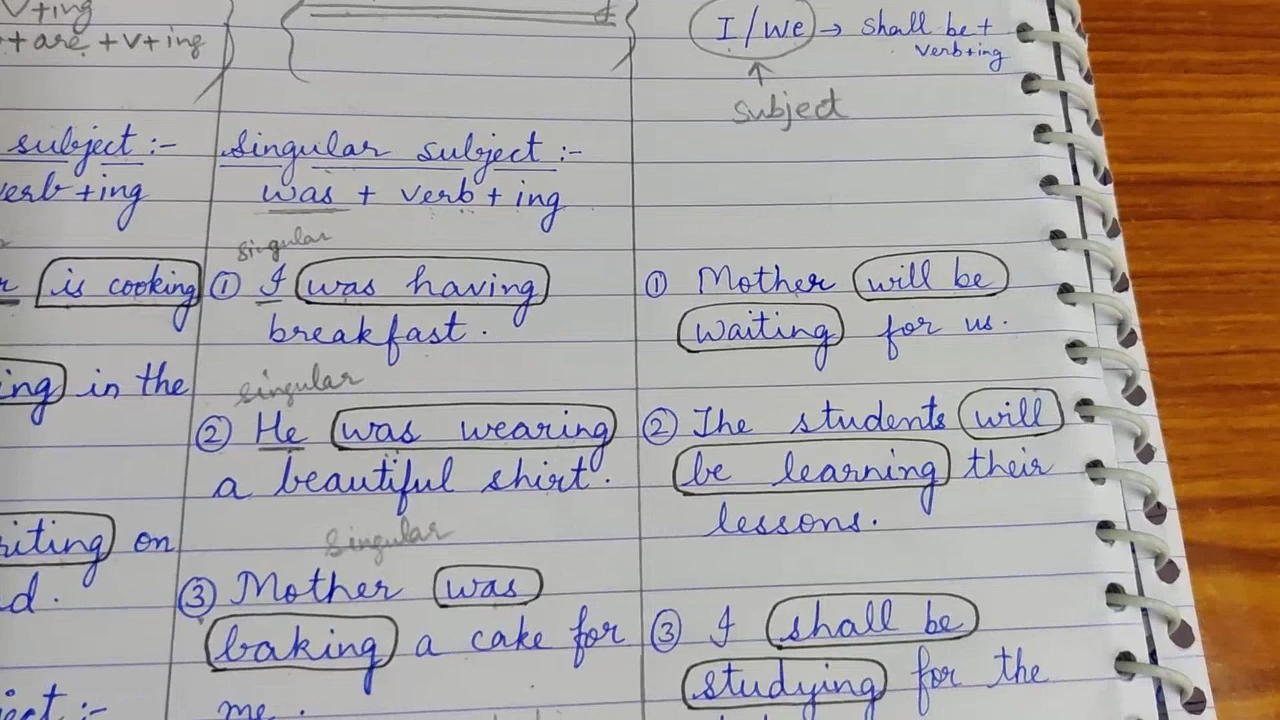 V+ing
+ are + v + ing
subject :-
verb + ing
is cooking
ing in the
riting on
d.
ject :-
singular subject :-
was + verb + ing
singular
① I was having
breakfast.
singular
② He was wearing
a beautiful shirt.
singular
③ Mother was
baking a cake for
me.
I/We → shall be +
verb+ing
↑
Subject
① Mother will be
waiting for us.
② The students will
be learning their
lessons.
③ I shall be
studying for the